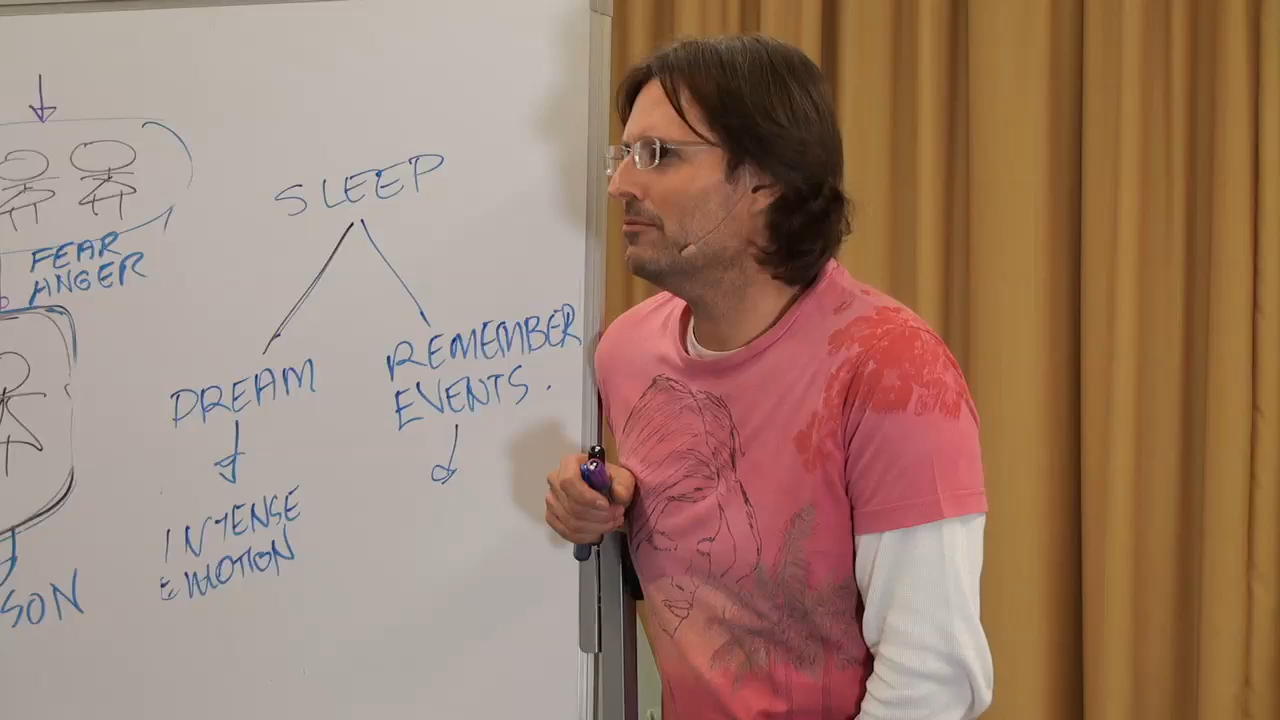 SLEEP
FEAR
ANGER
DREAM
REMEMBER
EVENTS.
INTENSE
EMOTION
SON